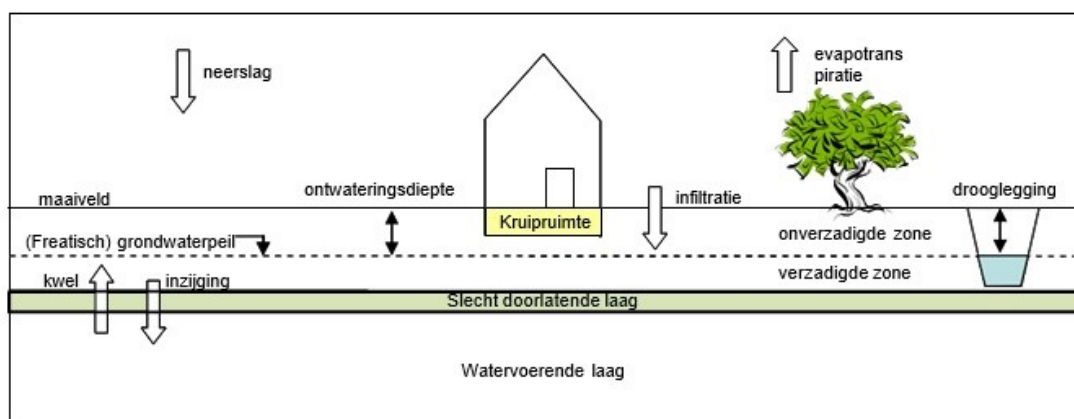 neerslag
evapotrans
piratie
maaiveld
ontwateringsdiepte
Kruipruimte
infiltratie
drooglegging
(Freatisch) grondwaterpeil
onverzadigde zone
kwel
inzijging
verzadigde zone
Slecht doorlatende laag
Watervoerende laag